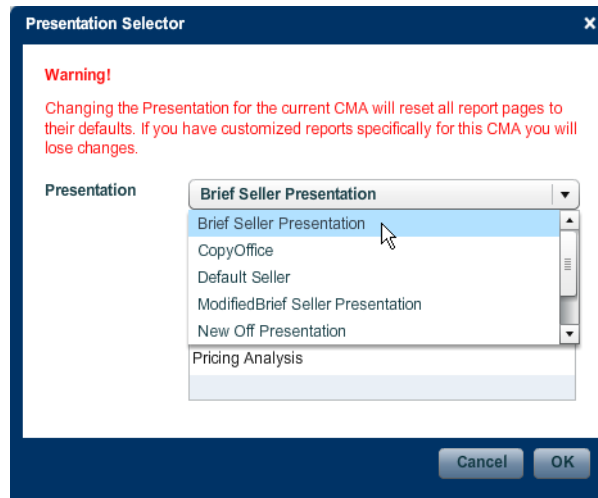 Presentation Selector
x
Warning!
Changing the Presentation for the current CMA will reset all report pages to
their defaults. If you have customized reports specifically for this CMA you will
lose changes.
Presentation
Brief Seller Presentation
Brief Seller Presentation
CopyOffice
Default Seller
ModifiedBrief Seller Presentation
New Off Presentation
Pricing Analysis
Cancel OK